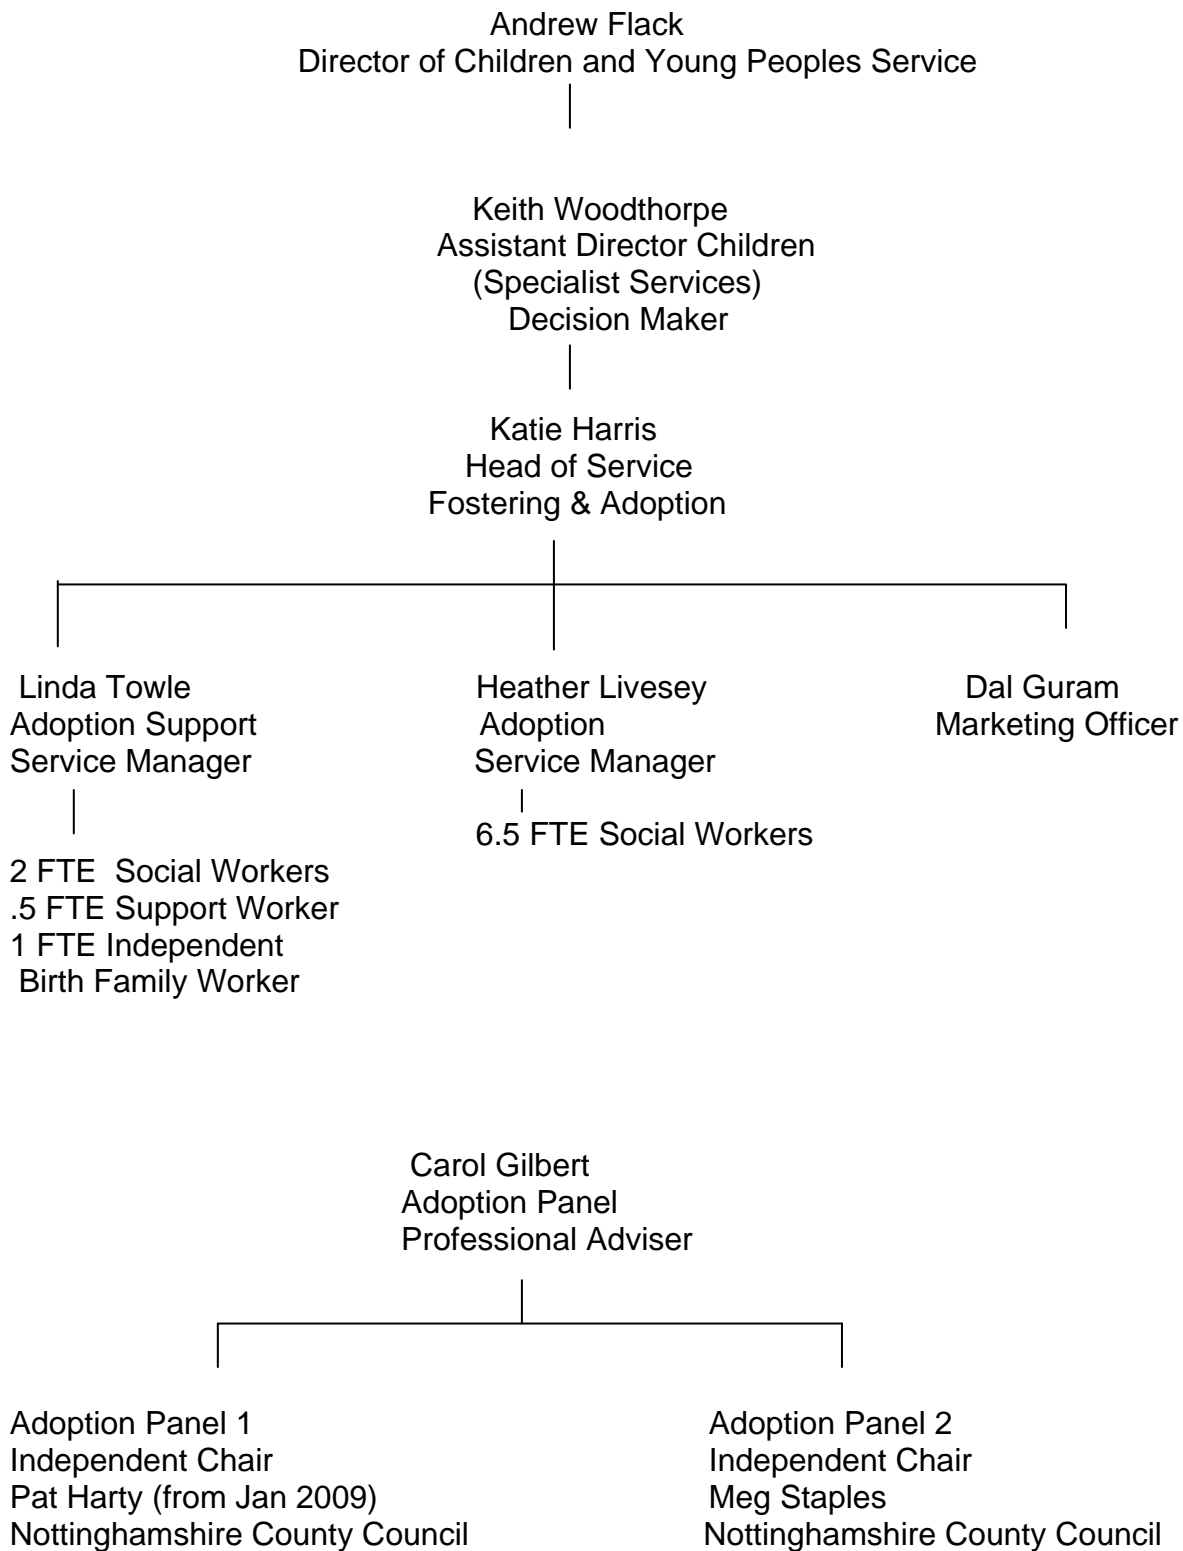 Andrew Flack
Director of Children and Young Peoples Service
Keith Woodthorpe
Assistant Director Children
(Specialist Services)
Decision Maker
Katie Harris
Head of Service
Fostering & Adoption
Linda Towle
Adoption Support
Service Manager
2 FTE  Social Workers
.5 FTE Support Worker
1 FTE Independent
Birth Family Worker
Heather Livesey
Adoption
Service Manager
6.5 FTE Social Workers
Dal Guram
Marketing Officer
Carol Gilbert
Adoption Panel
Professional Adviser
Adoption Panel 1
Independent Chair
Pat Harty (from Jan 2009)
Nottinghamshire County Council
Adoption Panel 2
Independent Chair
Meg Staples
Nottinghamshire County Council